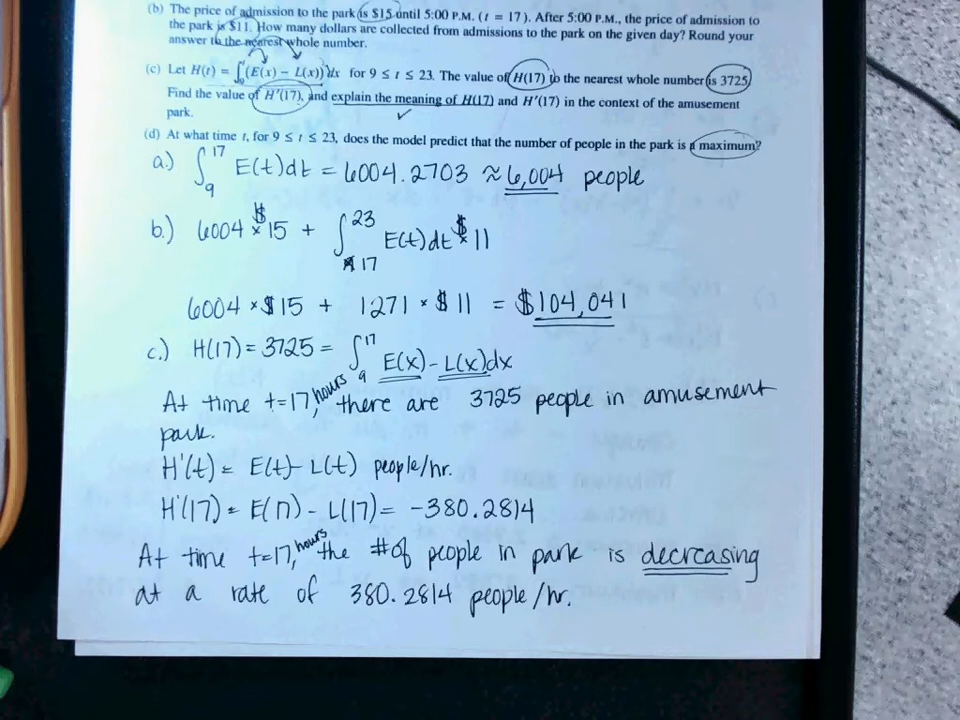 (b) The price of admission to the park is $15 until 5:00 P.M. (t = 17). After 5:00 P.M., the price of admission to
the park is $11. How many dollars are collected from admissions to the park on the given day? Round your
answer to the nearest whole number.
(c) Let H(t) = ∫₉ᵗ (E(x) − L(x)) dx for 9 ≤ t ≤ 23. The value of H(17) to the nearest whole number is 3725.
Find the value of H′(17), and explain the meaning of H(17) and H′(17) in the context of the amusement
park.
(d) At what time t, for 9 ≤ t ≤ 23, does the model predict that the number of people in the park is a maximum?
a.) ∫₉¹⁷ E(t)dt = 6004.2703 ≈ 6,004 people
b.) 6004 × $15 + ∫₁₇²³ E(t)dt × $11
6004 × $15 + 1271 × $11 = $104,041
c.) H(17) = 3725 = ∫₉¹⁷ E(x) - L(x)dx
At time t=17, hours there are 3725 people in amusement
park.
H'(t) = E(t) - L(t) people/hr.
H'(17) = E(17) - L(17) = -380.2814
At time t=17, hours the # of people in park is decreasing
at a rate of 380.2814 people/hr.